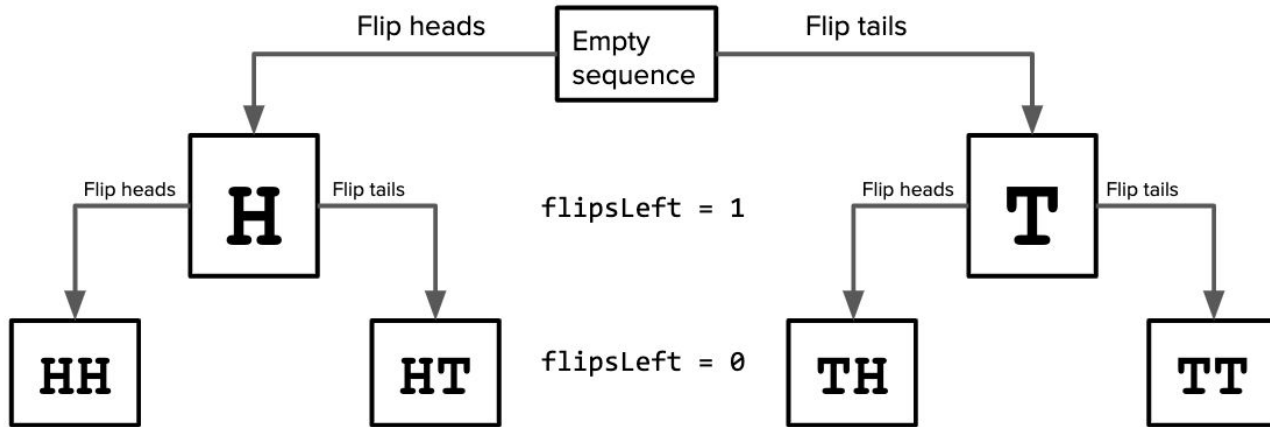 Flip heads
Empty
sequence
Flip tails
H
T
Flip heads
Flip tails
flipsLeft = 1
Flip heads
Flip tails
HH
HT
flipsLeft = 0
TH
TT